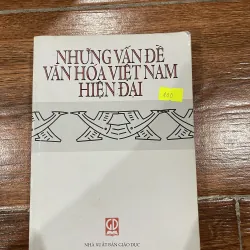 NHỮNG VẤN ĐỀ
VĂN HÓA VIỆT NAM
HIỆN ĐẠI
NHÀ XUẤT BẢN GIÁO DỤC